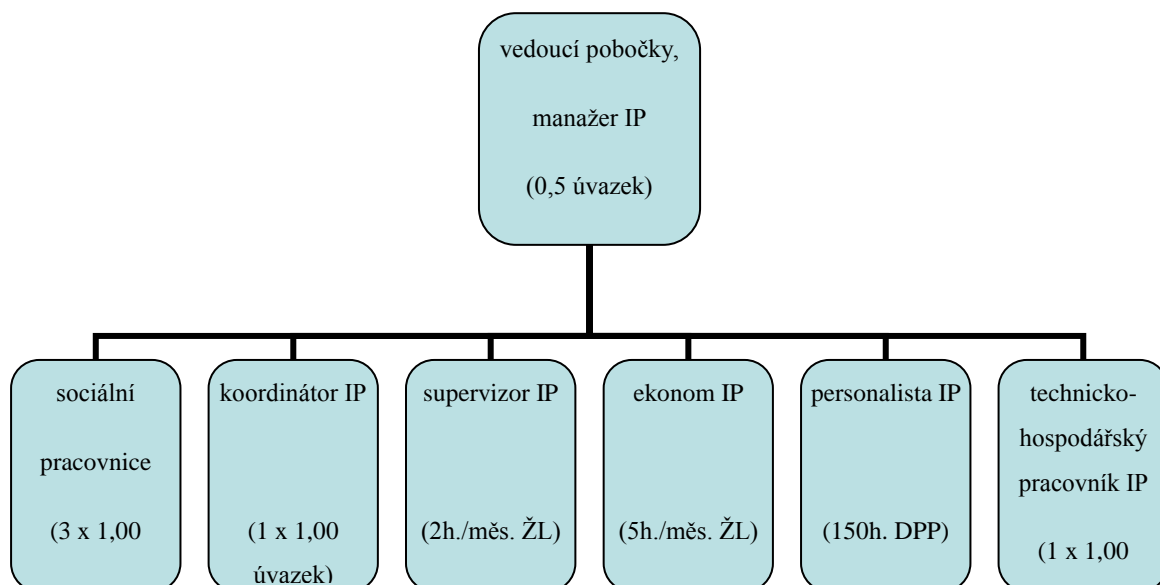 vedoucí pobočky,
manažer IP
(0,5 úvazek)
sociální
pracovnice
(3 x 1,00
koordinátor IP
(1 x 1,00
úvazek)
supervizor IP
(2h./měs. ŽL)
ekonom IP
(5h./měs. ŽL)
personalista IP
(150h. DPP)
technicko-
hospodářský
pracovník IP
(1 x 1,00